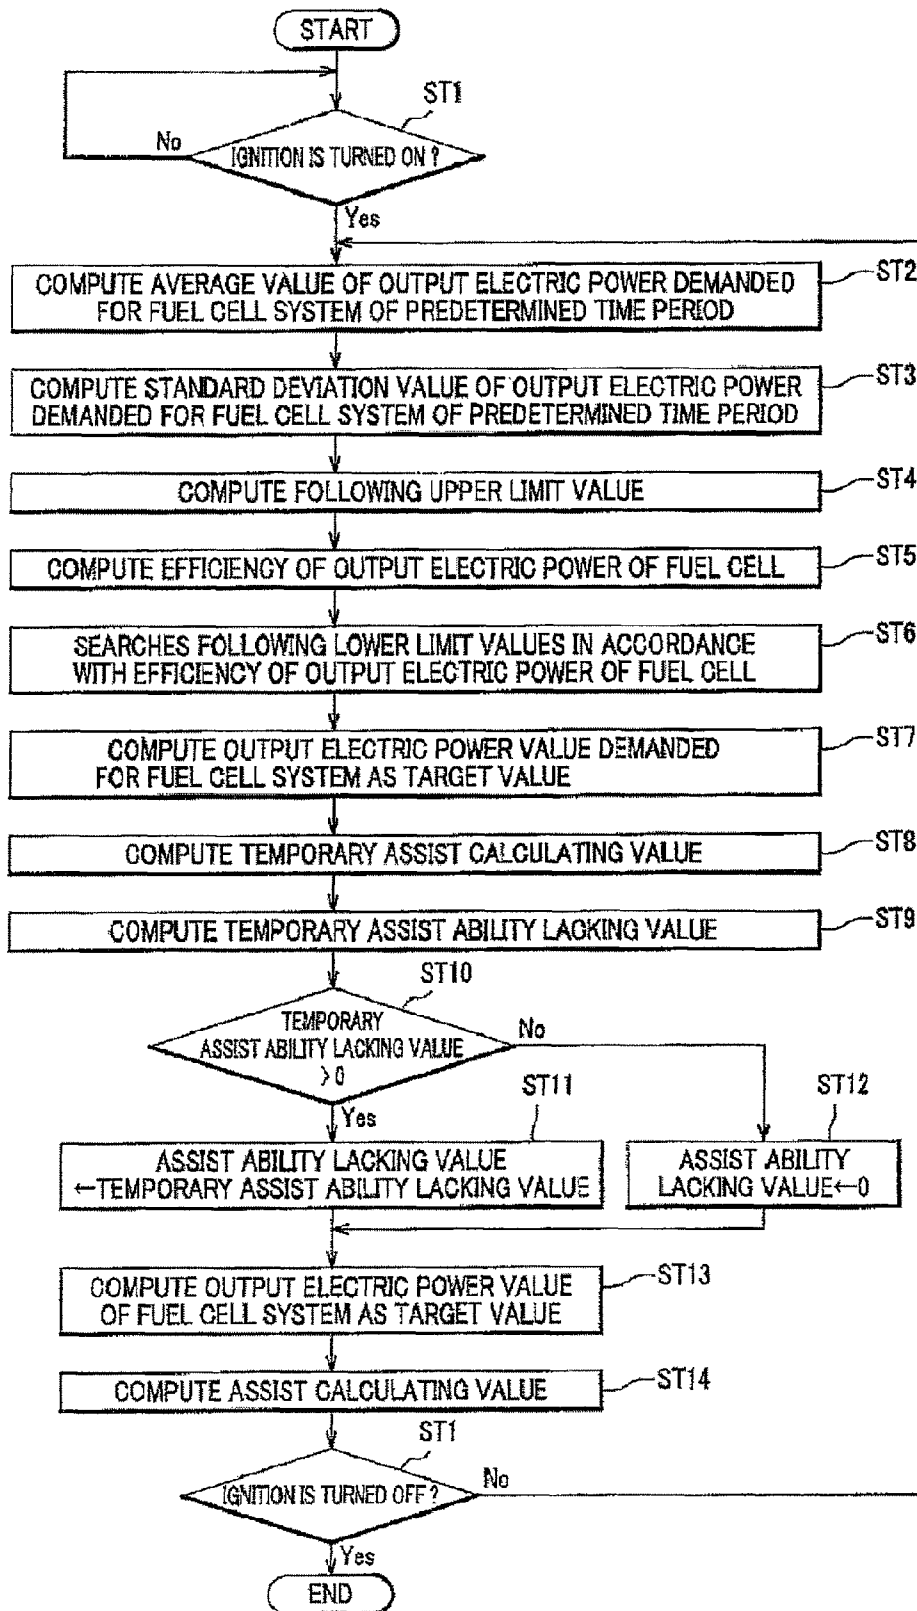 START
ST1
No
IGNITION IS TURNED ON ?
Yes
COMPUTE AVERAGE VALUE OF OUTPUT ELECTRIC POWER DEMANDED
FOR FUEL CELL SYSTEM OF PREDETERMINED TIME PERIOD
ST2
COMPUTE STANDARD DEVIATION VALUE OF OUTPUT ELECTRIC POWER
DEMANDED FOR FUEL CELL SYSTEM OF PREDETERMINED TIME PERIOD
ST3
COMPUTE FOLLOWING UPPER LIMIT VALUE
ST4
COMPUTE EFFICIENCY OF OUTPUT ELECTRIC POWER OF FUEL CELL
ST5
SEARCHES FOLLOWING LOWER LIMIT VALUES IN ACCORDANCE
WITH EFFICIENCY OF OUTPUT ELECTRIC POWER OF FUEL CELL
ST6
COMPUTE OUTPUT ELECTRIC POWER VALUE DEMANDED
FOR FUEL CELL SYSTEM AS TARGET VALUE
ST7
COMPUTE TEMPORARY ASSIST CALCULATING VALUE
ST8
COMPUTE TEMPORARY ASSIST ABILITY LACKING VALUE
ST9
ST10
TEMPORARY
ASSIST ABILITY LACKING VALUE
>0
No
Yes
ST11
ASSIST ABILITY LACKING VALUE
←TEMPORARY ASSIST ABILITY LACKING VALUE
ST12
ASSIST ABILITY
LACKING VALUE←0
COMPUTE OUTPUT ELECTRIC POWER VALUE
OF FUEL CELL SYSTEM AS TARGET VALUE
ST13
COMPUTE ASSIST CALCULATING VALUE
ST14
ST1
IGNITION IS TURNED OFF ?
No
Yes
END